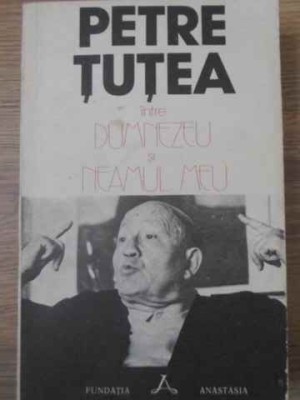 PETRE
ȚUȚEA
între
DUMNEZEU
și
NEAMUL MEU
FUNDAȚIA ANASTASIA